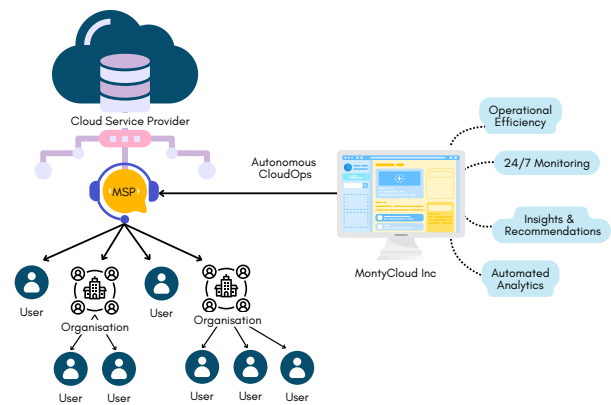 Cloud Service Provider
MSP
Autonomous
CloudOps
MontyCloud Inc
Operational
Efficiency
24/7 Monitoring
Insights &
Recommendations
Automated
Analytics
User
Organisation
User
Organisation
User
User
User
User
User